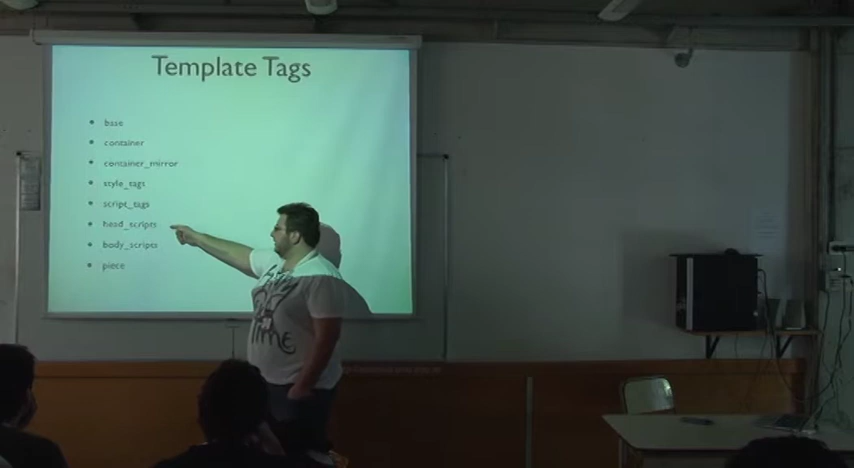 Template Tags
base
container
container_mirror
style_tags
script_tags
head_scripts
body_scripts
piece